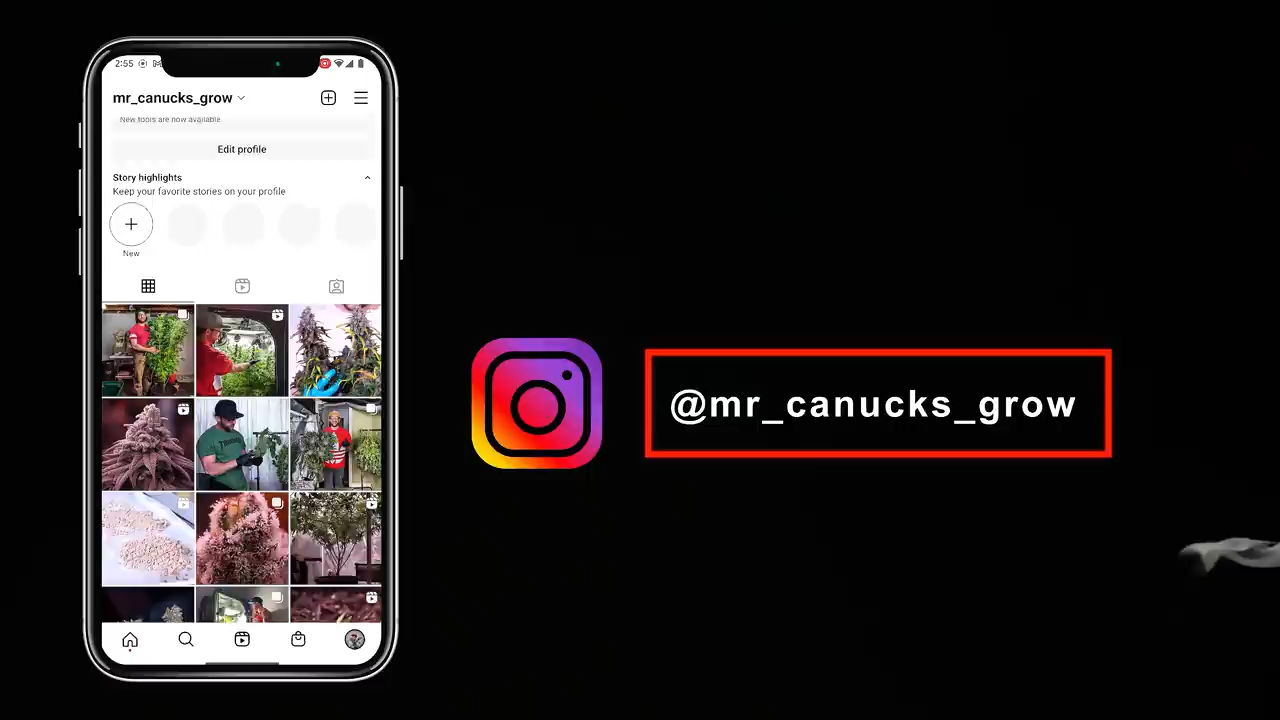 2:55
mr_canucks_grow
New tools are now available
Edit profile
Story highlights
Keep your favorite stories on your profile
New
@mr_canucks_grow